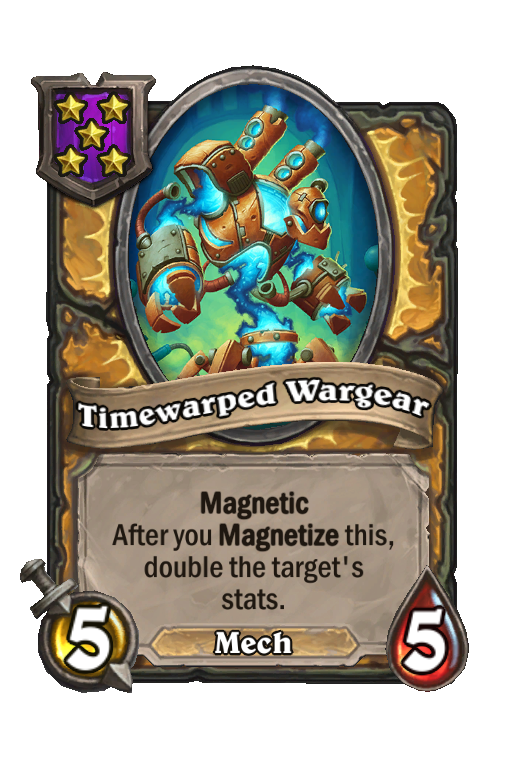 Timewarped Wargear
Magnetic
After you Magnetize this,
double the target's
stats.
5
Mech
5